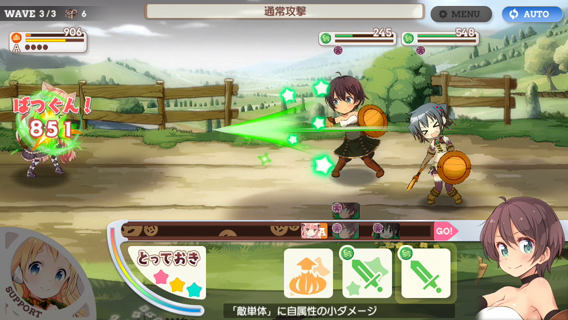 WAVE 3/3 6
通常攻撃
MENU
AUTO
906
245
548
ばつぐん!
851
GO!
とっておき
SUPPORT
「敵単体」に自属性の小ダメージ